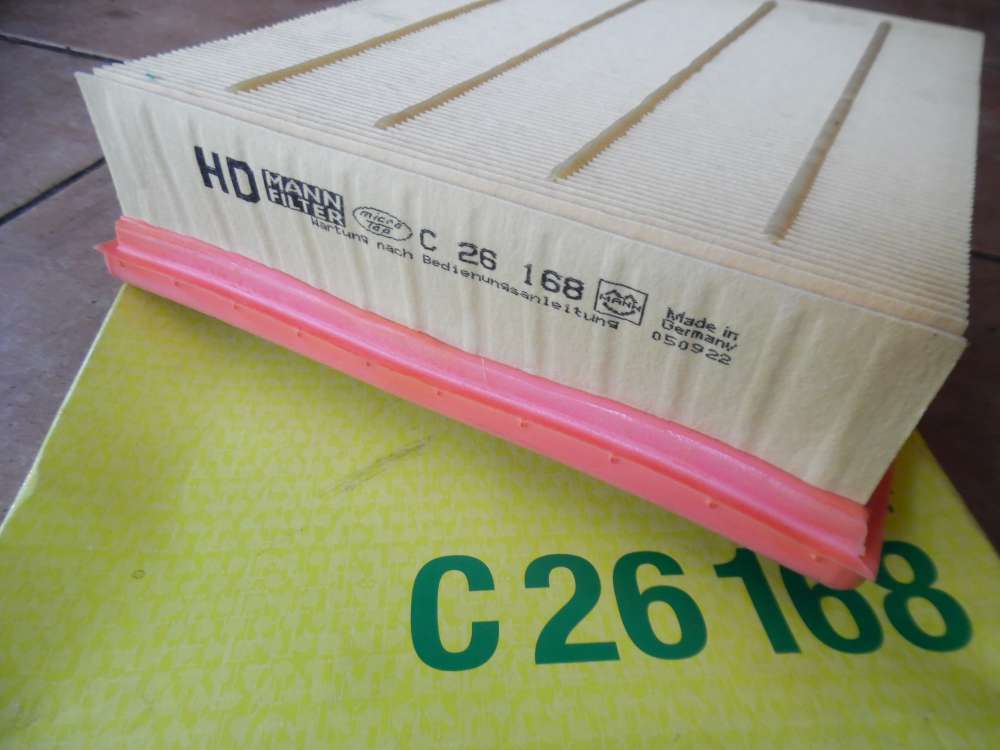 HD MANN FILTER micro top C 26 168 MANN Made in Germany
Wartung nach Bedienungsanleitung 050922
C 26 168